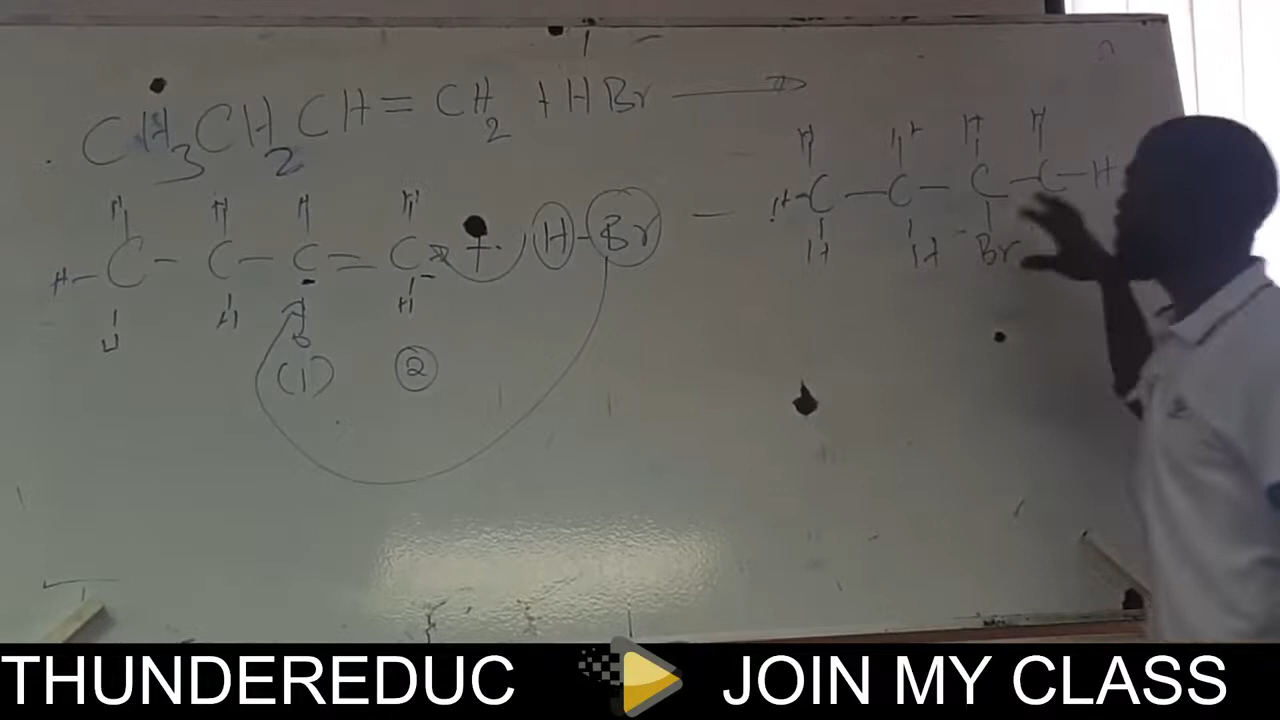 CH3CH2CH=CH2 + HBr →
H H H H
H H H H
H-C-C-C=C + H-Br — H-C-C-C-C-H
H H H H H Br
(1) ②
THUNDEREDUC JOIN MY CLASS